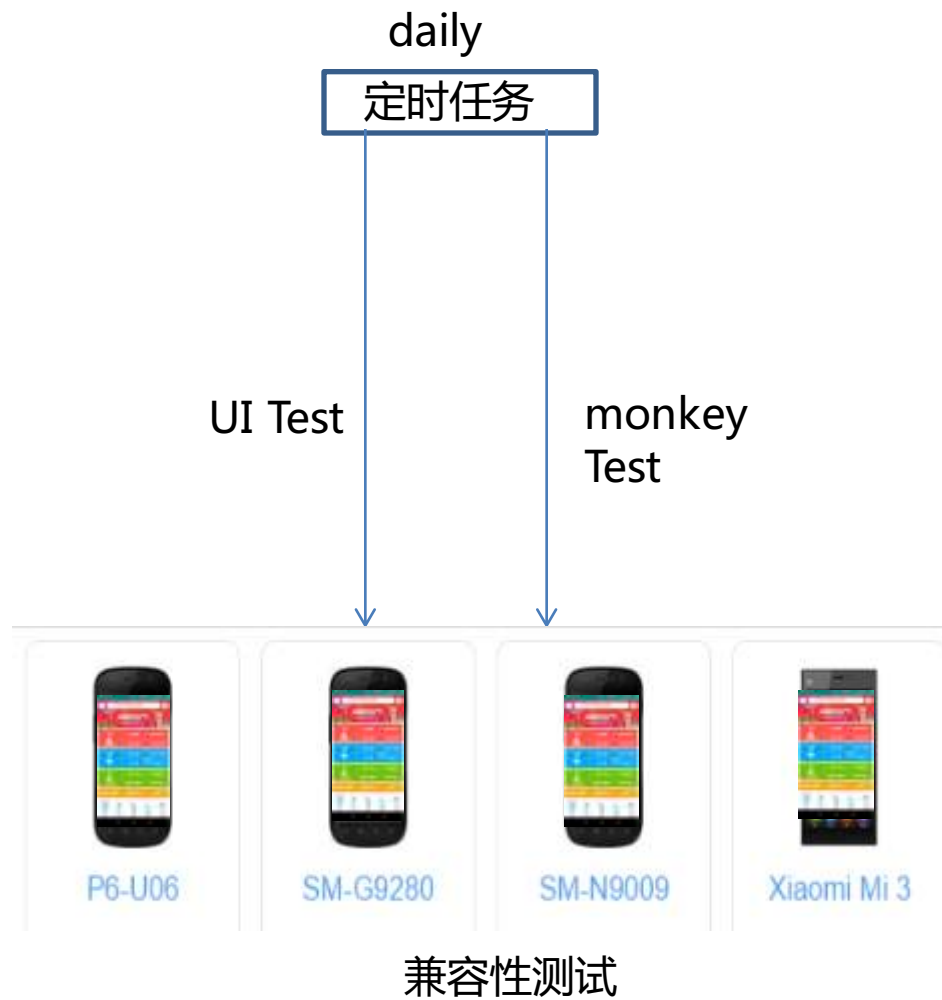 daily
定时任务
UI Test
monkey
Test
P6-U06
SM-G9280
SM-N9009
Xiaomi Mi 3
兼容性测试